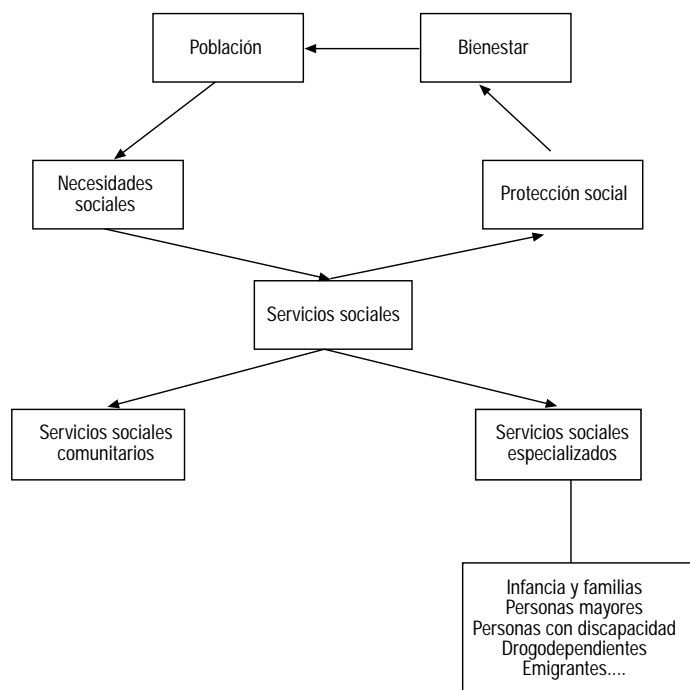 Población
Bienestar
Necesidades
sociales
Protección social
Servicios sociales
Servicios sociales
comunitarios
Servicios sociales
especializados
Infancia y familias
Personas mayores
Personas con discapacidad
Drogodependientes
Emigrantes....